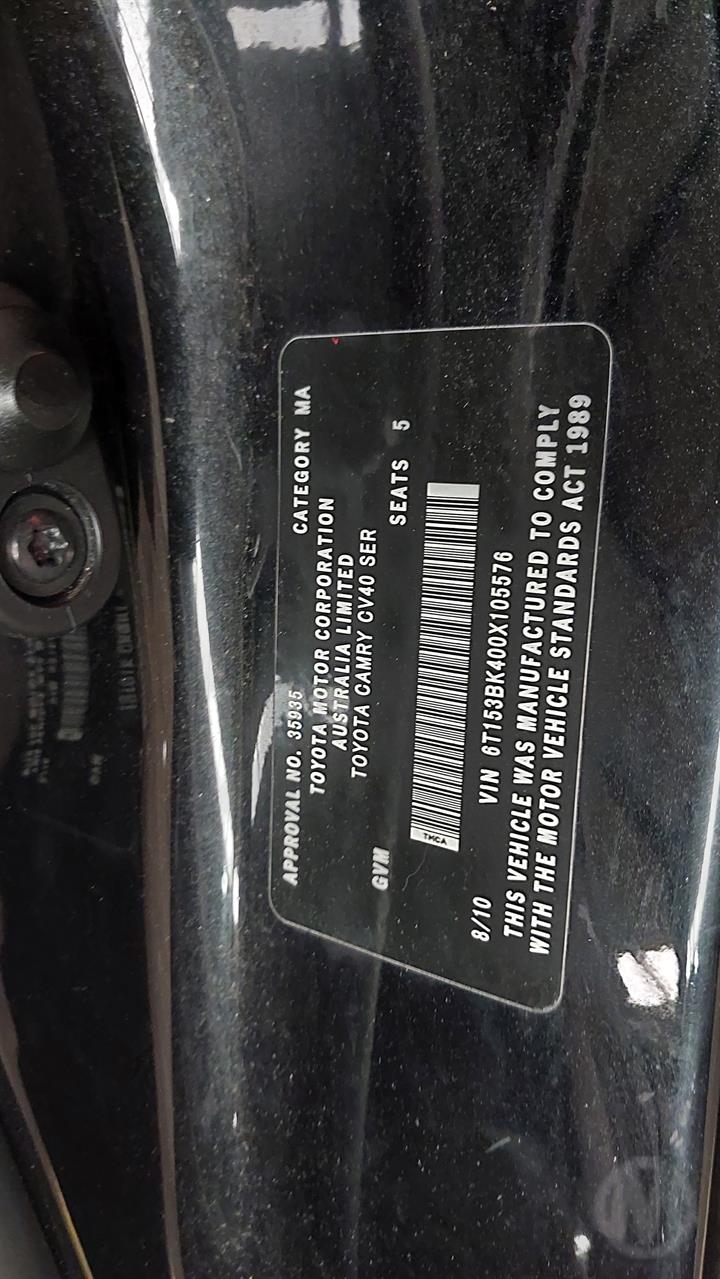 APPROVAL NO. 35935 CATEGORY MA
TOYOTA MOTOR CORPORATION
AUSTRALIA LIMITED
TOYOTA CAMRY CV40 SER
GVM SEATS 5
TMCA
8/10 VIN 6T153BK400X105576
THIS VEHICLE WAS MANUFACTURED TO COMPLY
WITH THE MOTOR VEHICLE STANDARDS ACT 1989